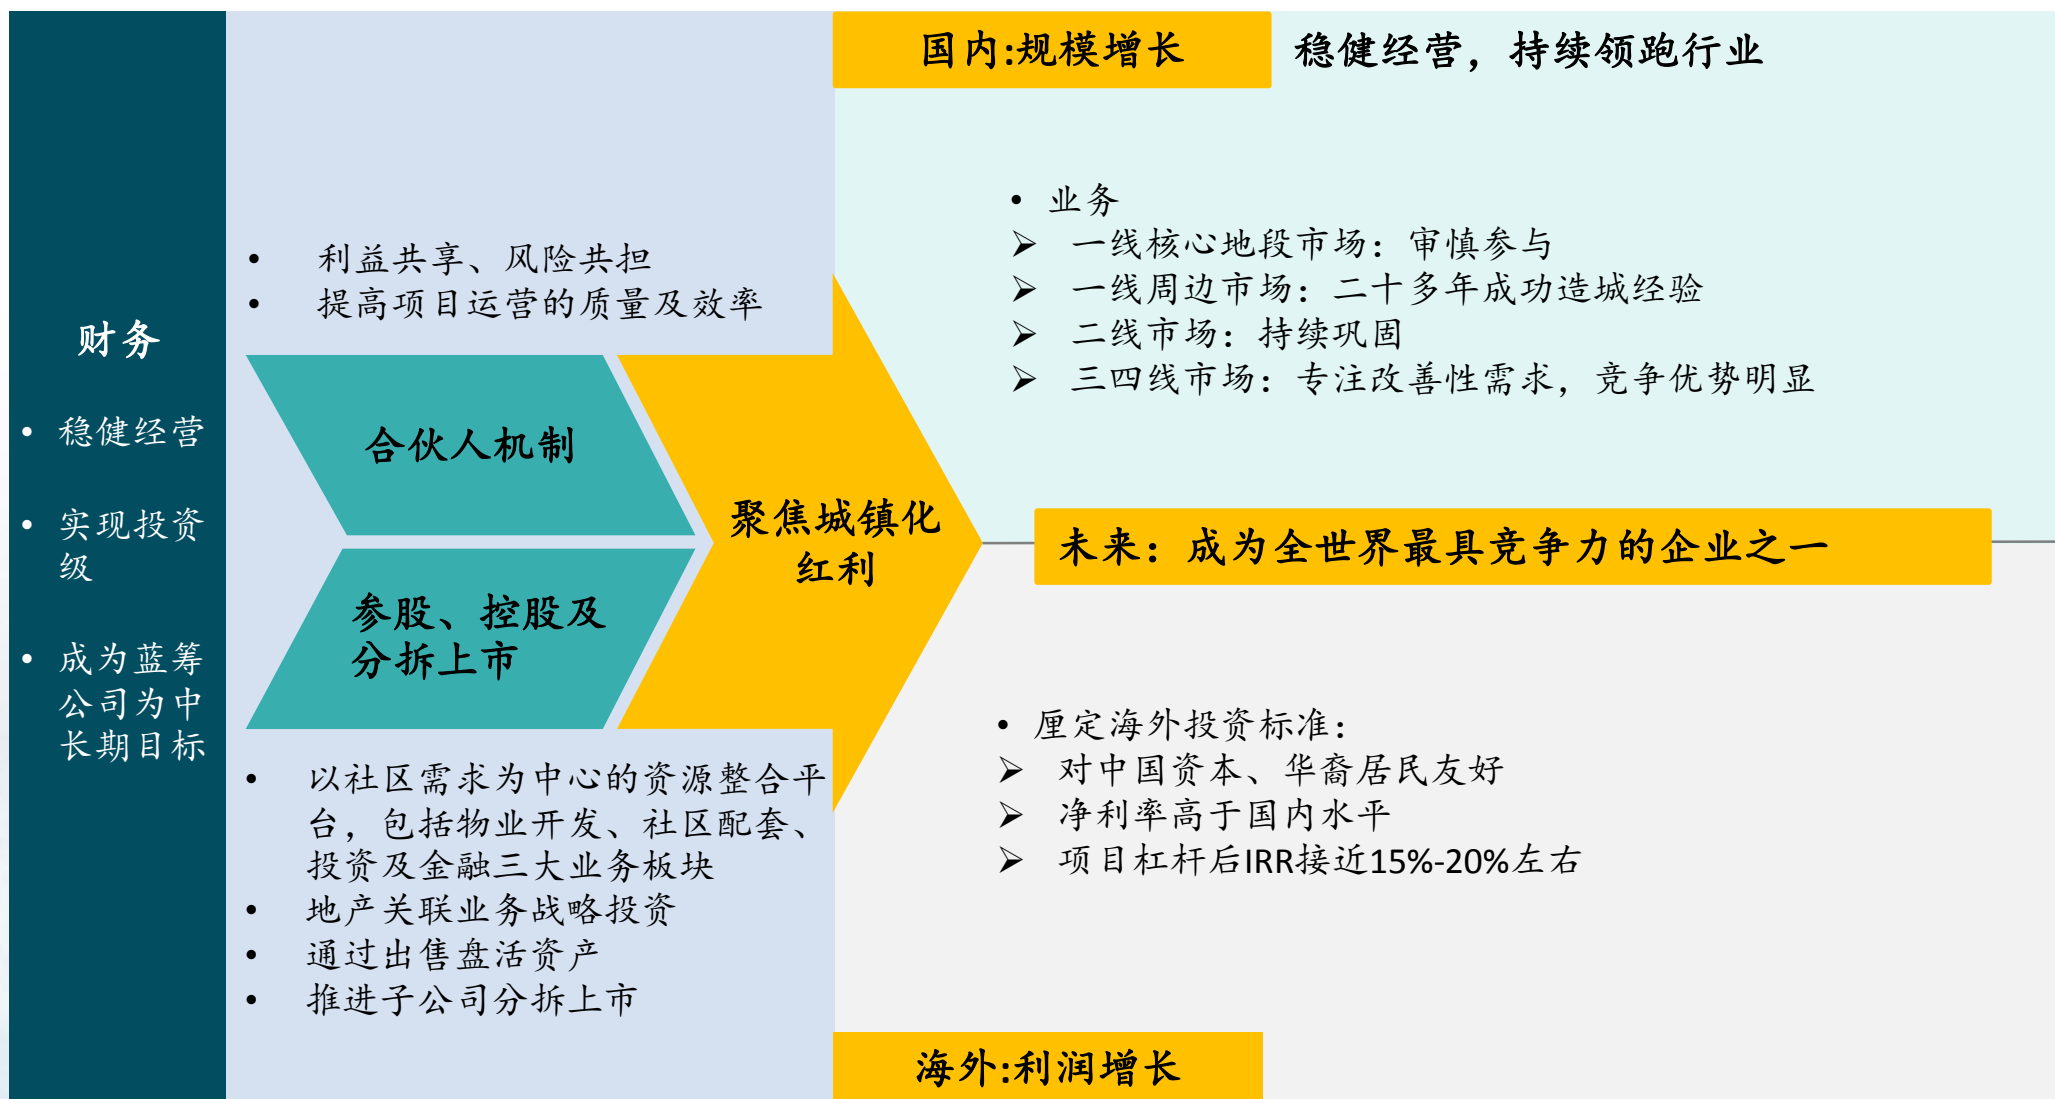 财务
• 稳健经营
• 实现投资
级
• 成为蓝筹
公司为中
长期目标
• 利益共享、风险共担
• 提高项目运营的质量及效率
合伙人机制
参股、控股及
分拆上市
• 以社区需求为中心的资源整合平
台，包括物业开发、社区配套、
投资及金融三大业务板块
• 地产关联业务战略投资
• 通过出售盘活资产
• 推进子公司分拆上市
聚焦城镇化
红利
国内:规模增长
稳健经营，持续领跑行业
• 业务
➢ 一线核心地段市场：审慎参与
➢ 一线周边市场：二十多年成功造城经验
➢ 二线市场：持续巩固
➢ 三四线市场：专注改善性需求，竞争优势明显
未来：成为全世界最具竞争力的企业之一
• 厘定海外投资标准：
➢ 对中国资本、华裔居民友好
➢ 净利率高于国内水平
➢ 项目杠杆后IRR接近15%-20%左右
海外:利润增长